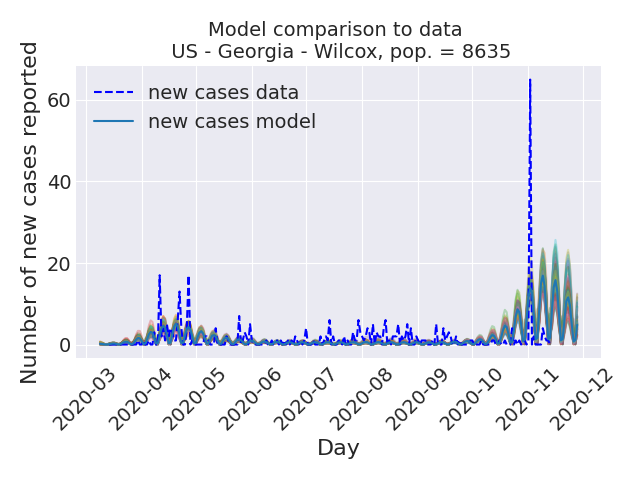 Model comparison to data
US - Georgia - Wilcox, pop. = 8635
Number of new cases reported
60
40
20
0
new cases data
new cases model
2020-03
2020-04
2020-05
2020-06
2020-07
2020-08
2020-09
2020-10
2020-11
2020-12
Day